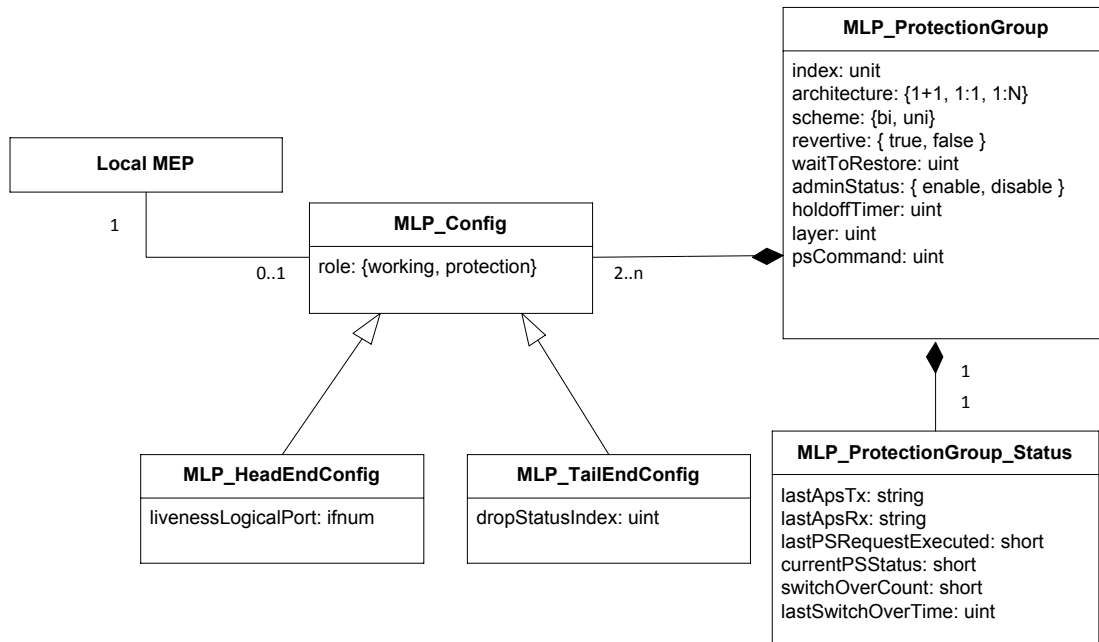 MLP_ProtectionGroup
index: unit
architecture: {1+1, 1:1, 1:N}
scheme: {bi, uni}
revertive: { true, false }
waitToRestore: uint
adminStatus: { enable, disable }
holdoffTimer: uint
layer: uint
psCommand: uint
Local MEP
1
0..1
MLP_Config
role: {working, protection}
2..n
1
1
MLP_HeadEndConfig
livenessLogicalPort: ifnum
MLP_TailEndConfig
dropStatusIndex: uint
MLP_ProtectionGroup_Status
lastApsTx: string
lastApsRx: string
lastPSRequestExecuted: short
currentPSStatus: short
switchOverCount: short
lastSwitchOverTime: uint